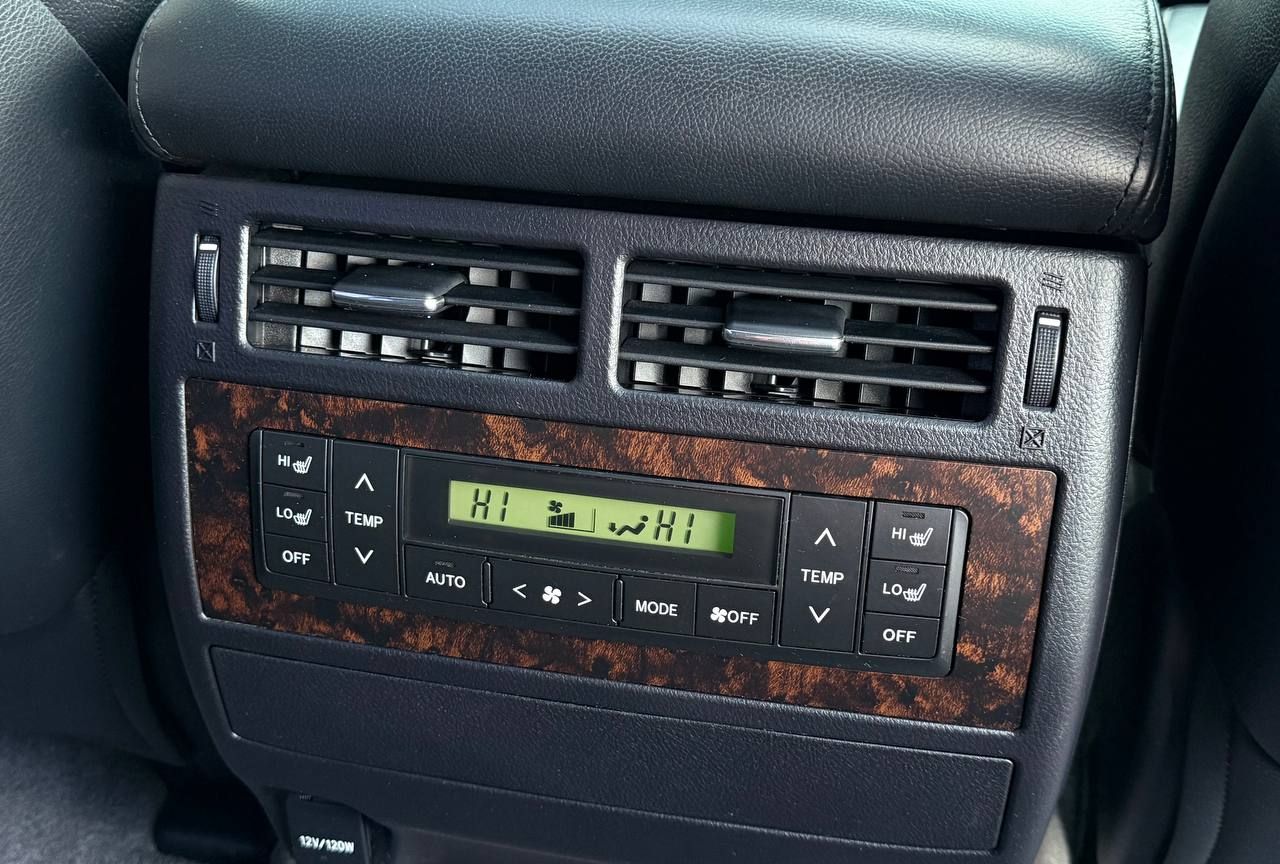 HI
LO
OFF
TEMP
HI HI
AUTO
< >
MODE
OFF
TEMP
HI
LO
OFF
12V/120W